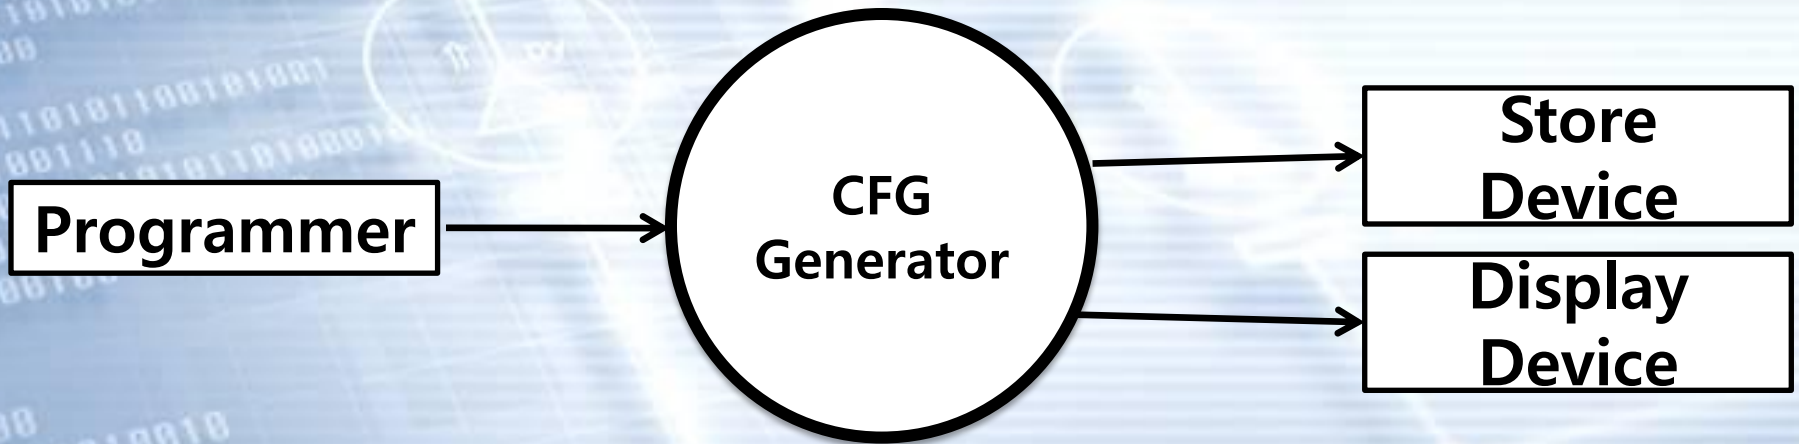 Programmer
CFG
Generator
Store
Device
Display
Device